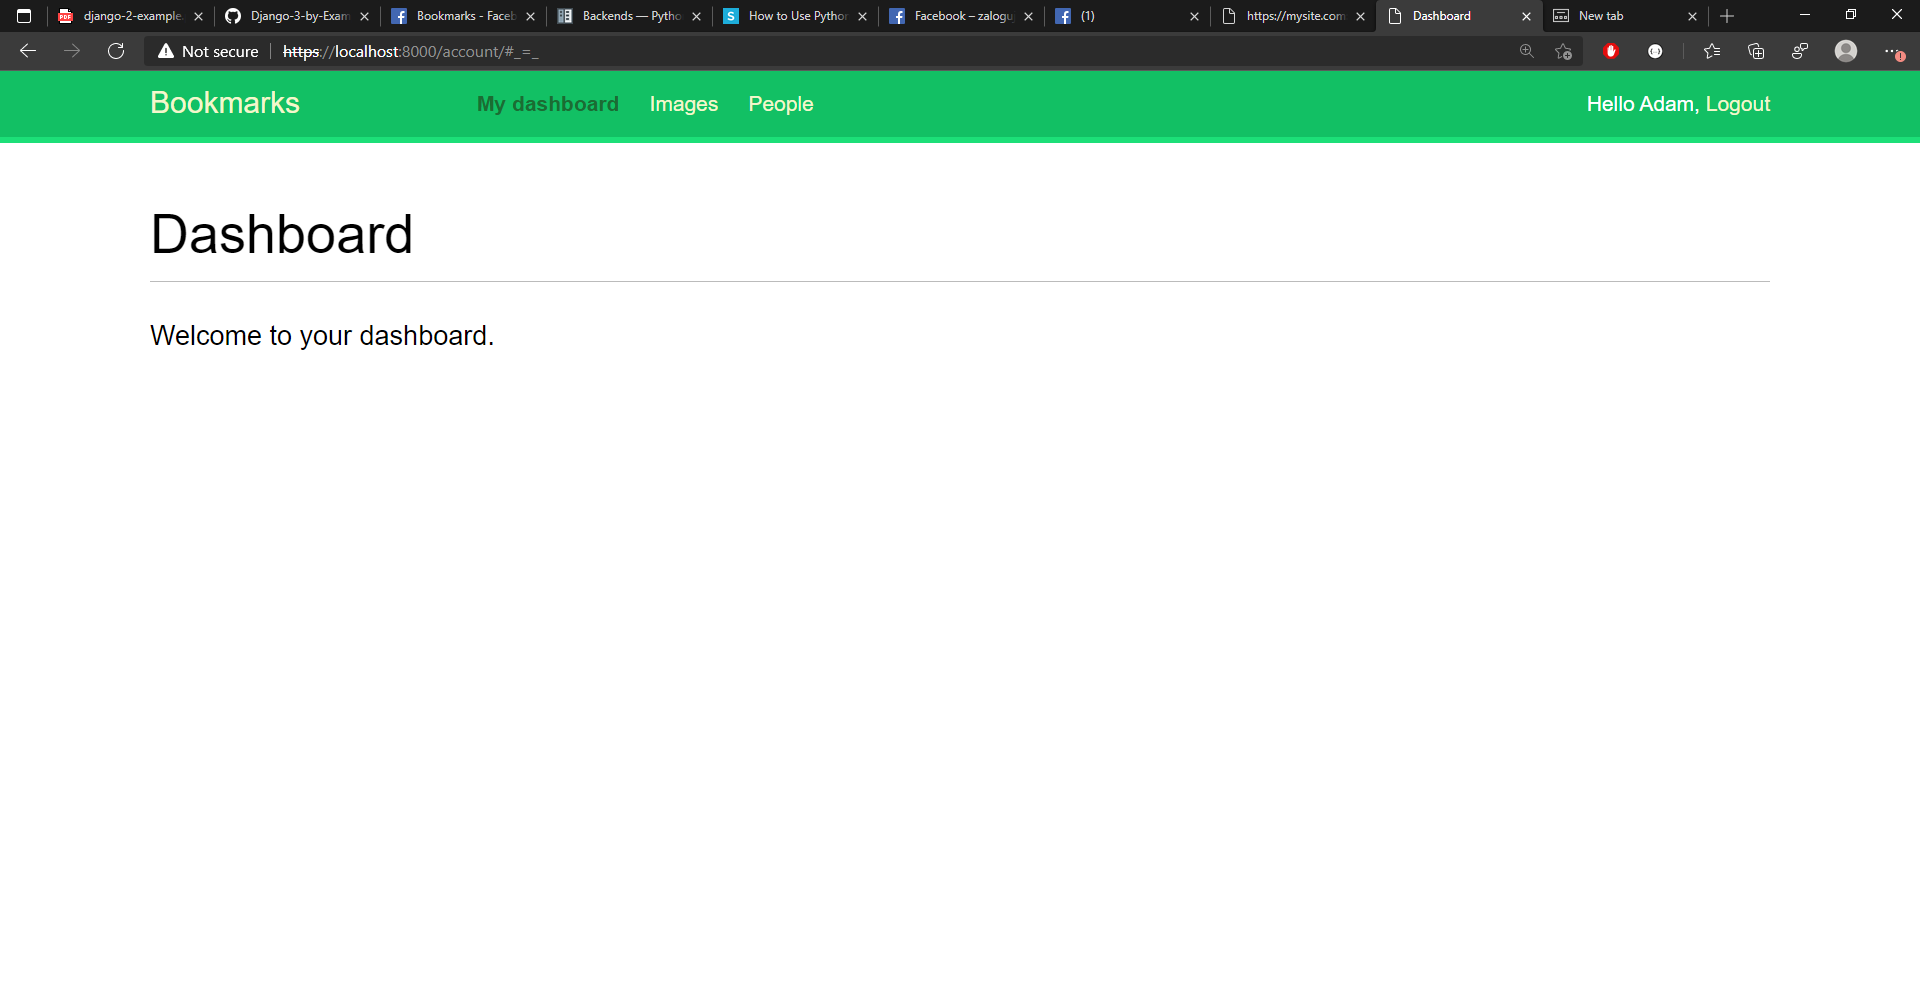 django-2-example.
Django-3-by-Exam
Bookmarks - Faceb
Backends — Pytho
How to Use Python
Facebook – zaloguj
(1)
https://mysite.com
Dashboard
New tab
Not secure
https://localhost:8000/account/#_=_
Bookmarks
My dashboard
Images
People
Hello Adam, Logout
Dashboard
Welcome to your dashboard.